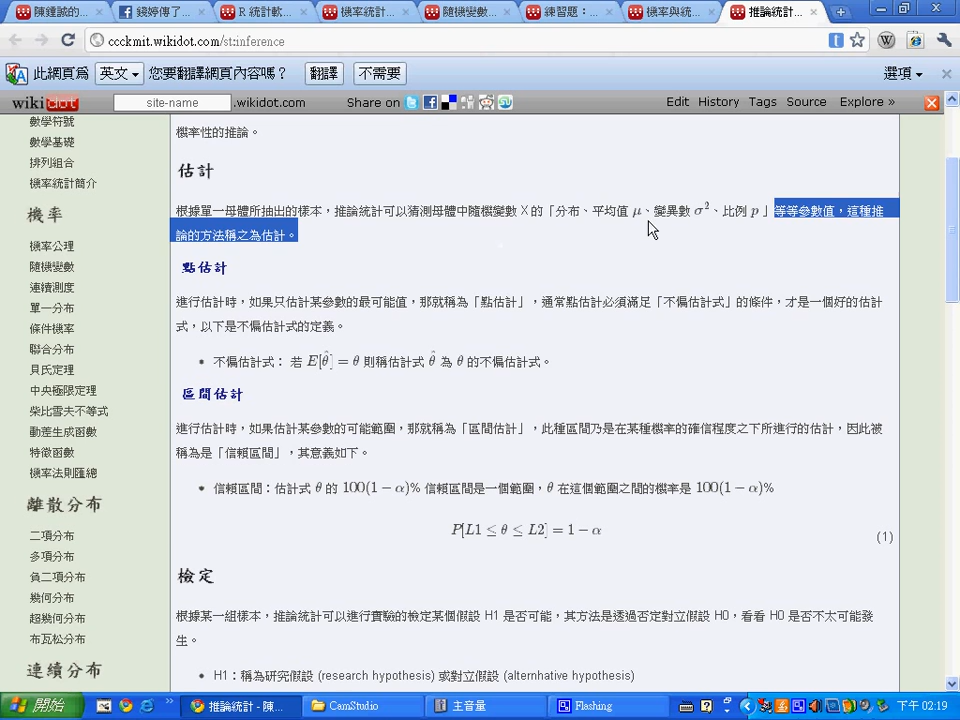 陳鍾誠的...
錢婷傳了...
R 統計軟...
機率統計...
隨機變數...
練習題：...
機率與統...
推論統計...
ccckmit.wikidot.com/st:inference
此網頁為 英文 您要翻譯網頁內容嗎？ 翻譯 不需要 選項
wikidot site-name .wikidot.com Share on Edit History Tags Source Explore »
數學符號
數學基礎
排列組合
機率統計簡介
機率
機率公理
隨機變數
連續測度
單一分布
條件機率
聯合分布
貝氏定理
中央極限定理
柴比雪夫不等式
動差生成函數
特徵函數
機率法則匯總
離散分布
二項分布
多項分布
負二項分布
幾何分布
超幾何分布
布瓦松分布
連續分布
機率性的推論。
估計
根據單一母體所抽出的樣本，推論統計可以猜測母體中隨機變數 X 的「分布、平均值 μ、變異數 σ²、比例 p 」等等參數值，這種推
論的方法稱之為估計。
點估計
進行估計時，如果只估計某參數的最可能值，那就稱為「點估計」，通常點估計必須滿足「不偏估計式」的條件，才是一個好的估計
式，以下是不偏估計式的定義。
• 不偏估計式： 若 E[θ̂] = θ 則稱估計式 θ̂ 為 θ 的不偏估計式。
區間估計
進行估計時，如果估計某參數的可能範圍，那就稱為「區間估計」，此種區間乃是在某種機率的確信程度之下所進行的估計，因此被
稱為是「信賴區間」，其意義如下。
• 信賴區間：估計式 θ 的 100(1 − α)% 信賴區間是一個範圍，θ 在這個範圍之間的機率是 100(1 − α)%
P[L1 ≤ θ ≤ L2] = 1 − α
(1)
檢定
根據某一組樣本，推論統計可以進行實驗的檢定某個假設 H1 是否可能，其方法是透過否定對立假設 H0，看看 H0 是否不太可能發
生。
• H1：稱為研究假設 (research hypothesis) 或對立假設 (alternhative hypothesis)
開始 推論統計 - 陳... CamStudio 主音量 Flashing 下午 02:19